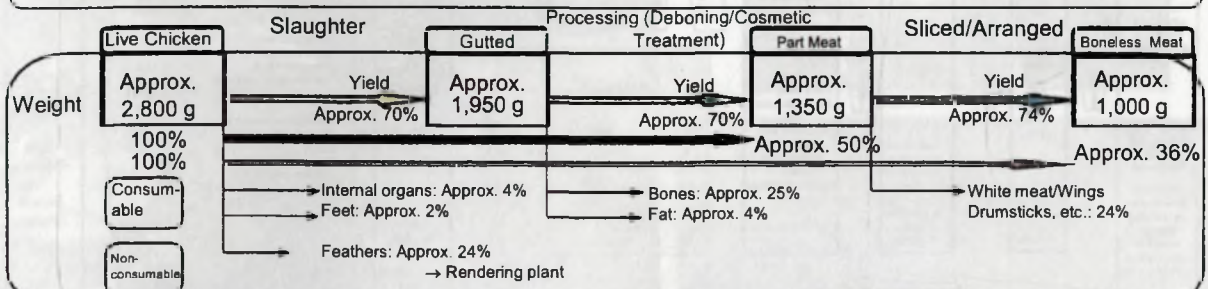 Slaughter
Processing (Deboning/Cosmetic
Treatment)
Sliced/Arranged
Live Chicken
Gutted
Part Meat
Boneless Meat
Weight
Approx.
2,800 g
Yield
Approx. 70%
Approx.
1,950 g
Yield
Approx. 70%
Approx.
1,350 g
Yield
Approx. 74%
Approx.
1,000 g
100%
Approx. 50%
100%
Approx. 36%
Consum-
able
Internal organs: Approx. 4%
Feet: Approx. 2%
Bones: Approx. 25%
Fat: Approx. 4%
White meat/Wings
Drumsticks, etc.: 24%
Non-
consumable
Feathers: Approx. 24%
→ Rendering plant